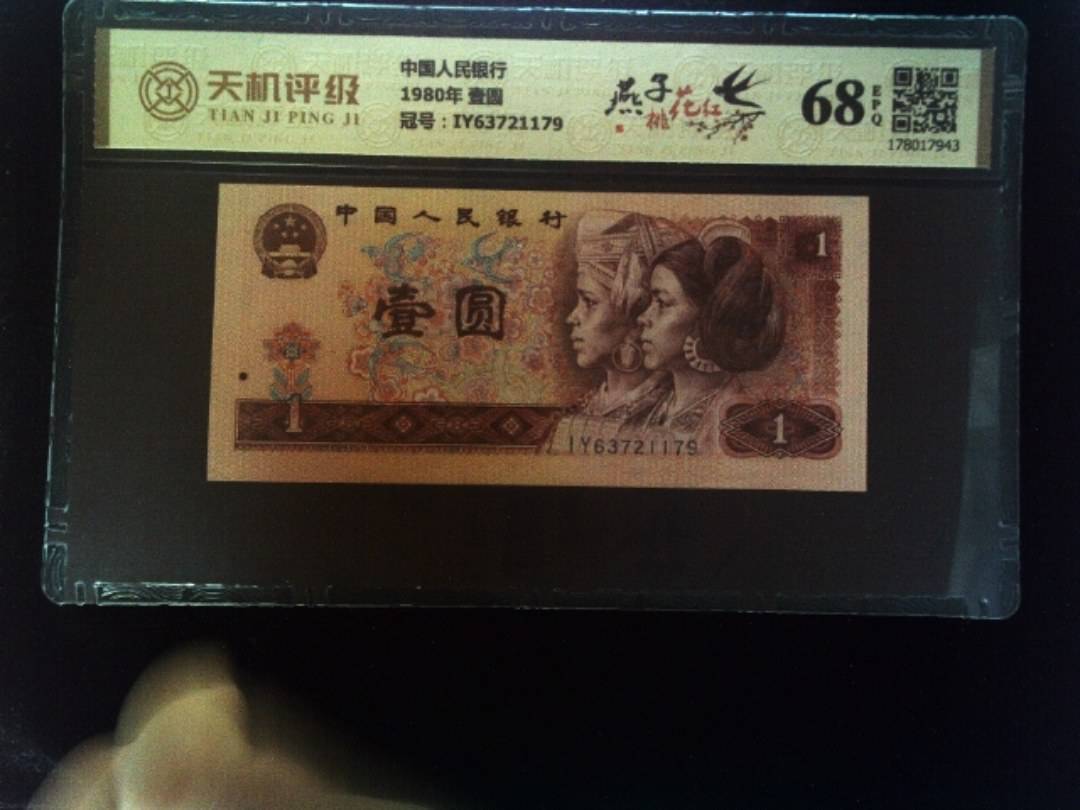 天机评级
TIAN JI PING JI
中国人民银行
1980年 壹圆
冠号：IY63721179
燕子
桃花红
68
EPQ
178017943
中国人民银行
1
壹圆
1
IY63721179
1